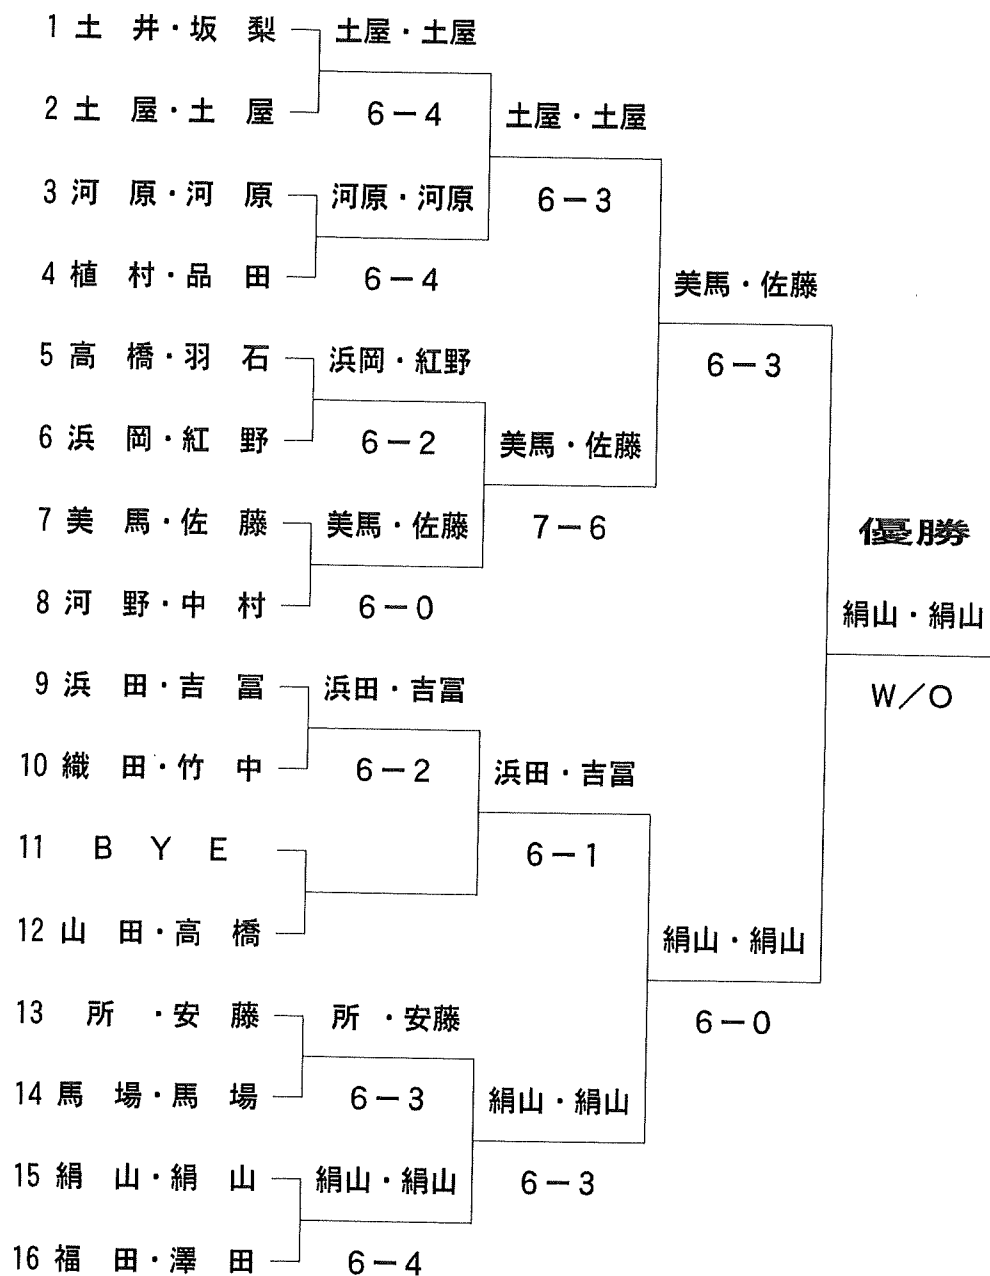 1 土井・坂梨
土屋・土屋
2 土屋・土屋
6－4
土屋・土屋
3 河原・河原
河原・河原
6－3
4 植村・品田
6－4
美馬・佐藤
5 高橋・羽石
浜岡・紅野
6－3
6 浜岡・紅野
6－2
美馬・佐藤
7 美馬・佐藤
美馬・佐藤
7－6
優勝
8 河野・中村
6－0
絹山・絹山
9 浜田・吉冨
浜田・吉冨
W／O
10 織田・竹中
6－2
浜田・吉冨
11 BYE
6－1
12 山田・高橋
絹山・絹山
13 所・安藤
所・安藤
6－0
14 馬場・馬場
6－3
絹山・絹山
15 絹山・絹山
絹山・絹山
6－3
16 福田・澤田
6－4